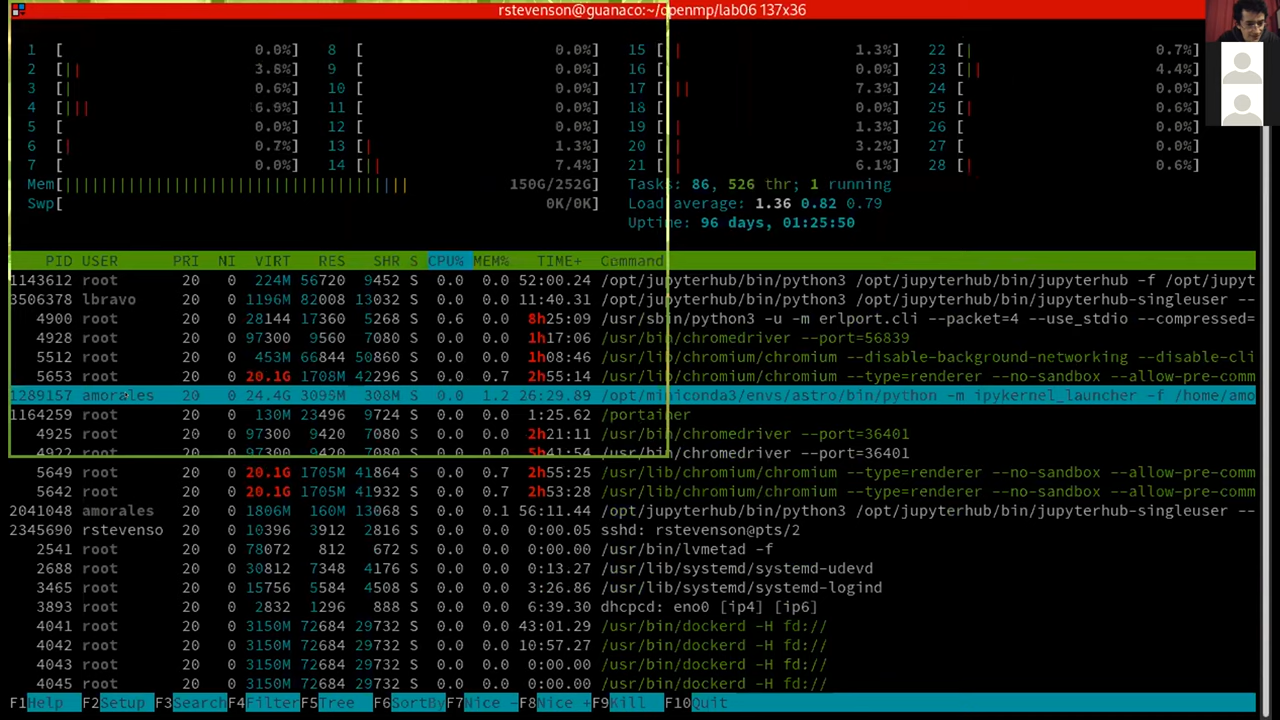 rstevenson@guanaco:~/openmp/lab06 137x36
1 [ 0.0%] 8 [ 0.0%] 15 [ 1.3%] 22 [ 0.7%]
2 [|| 3.8%] 9 [ 0.0%] 16 [ 0.0%] 23 [|| 4.4%]
3 [| 0.6%] 10 [ 0.0%] 17 [|| 7.3%] 24 [ 0.0%]
4 [||| 6.9%] 11 [ 0.0%] 18 [ 0.0%] 25 [| 0.6%]
5 [ 0.0%] 12 [ 0.0%] 19 [| 1.3%] 26 [ 0.0%]
6 [| 0.7%] 13 [| 1.3%] 20 [| 3.2%] 27 [ 0.0%]
7 [ 0.0%] 14 [|| 7.4%] 21 [| 6.1%] 28 [| 0.6%]
Mem[||||||||||||||||||||||||||||||||||| 150G/252G] Tasks: 86, 526 thr; 1 running
Swp[ 0K/0K] Load average: 1.36 0.82 0.79
Uptime: 96 days, 01:25:50
PID USER PRI NI VIRT RES SHR S CPU% MEM% TIME+ Command
1143612 root 20 0 224M 56720 9452 S 0.0 0.0 52:00.24 /opt/jupyterhub/bin/python3 /opt/jupyterhub/bin/jupyterhub -f /opt/jupyt
3506378 lbravo 20 0 1196M 82008 13032 S 0.0 0.0 11:40.31 /opt/jupyterhub/bin/python3 /opt/jupyterhub/bin/jupyterhub-singleuser --
4900 root 20 0 28144 17360 5268 S 0.6 0.0 8h25:09 /usr/sbin/python3 -u -m erlport.cli --packet=4 --use_stdio --compressed=
4928 root 20 0 97300 9560 7080 S 0.0 0.0 1h17:06 /usr/bin/chromedriver --port=56839
5512 root 20 0 453M 66844 50860 S 0.0 0.0 1h08:46 /usr/lib/chromium/chromium --disable-background-networking --disable-cli
5653 root 20 0 20.1G 1708M 42296 S 0.0 0.7 2h55:14 /usr/lib/chromium/chromium --type=renderer --no-sandbox --allow-pre-comm
1289157 amorales 20 0 24.4G 3095M 308M S 0.0 1.2 26:29.89 /opt/miniconda3/envs/astro/bin/python -m ipykernel_launcher -f /home/amo
1164259 root 20 0 130M 23496 9724 S 0.0 0.0 1:25.62 /portainer
4925 root 20 0 97300 9420 7080 S 0.0 0.0 2h21:11 /usr/bin/chromedriver --port=36401
4922 root 20 0 97300 9420 7080 S 0.0 0.0 5h41:54 /usr/bin/chromedriver --port=36401
5649 root 20 0 20.1G 1705M 41864 S 0.0 0.7 2h55:25 /usr/lib/chromium/chromium --type=renderer --no-sandbox --allow-pre-comm
5642 root 20 0 20.1G 1705M 41932 S 0.0 0.7 2h53:28 /usr/lib/chromium/chromium --type=renderer --no-sandbox --allow-pre-comm
2041048 amorales 20 0 1806M 160M 13068 S 0.0 0.1 56:11.44 /opt/jupyterhub/bin/python3 /opt/jupyterhub/bin/jupyterhub-singleuser --
2345690 rstevenso 20 0 10396 3912 2816 S 0.0 0.0 0:00.05 sshd: rstevenson@pts/2
2541 root 20 0 78072 812 672 S 0.0 0.0 0:00.00 /usr/bin/lvmetad -f
2688 root 20 0 30812 7348 4176 S 0.0 0.0 0:13.27 /usr/lib/systemd/systemd-udevd
3465 root 20 0 15756 5584 4508 S 0.0 0.0 3:26.86 /usr/lib/systemd/systemd-logind
3893 root 20 0 2832 1296 888 S 0.0 0.0 6:39.30 dhcpcd: eno0 [ip4] [ip6]
4041 root 20 0 3150M 72684 29732 S 0.0 0.0 43:01.29 /usr/bin/dockerd -H fd://
4042 root 20 0 3150M 72684 29732 S 0.0 0.0 10:57.27 /usr/bin/dockerd -H fd://
4043 root 20 0 3150M 72684 29732 S 0.0 0.0 0:00.00 /usr/bin/dockerd -H fd://
4045 root 20 0 3150M 72684 29732 S 0.0 0.0 0:00.00 /usr/bin/dockerd -H fd://
F1Help F2Setup F3Search F4Filter F5Tree F6SortBy F7Nice - F8Nice + F9Kill F10Quit